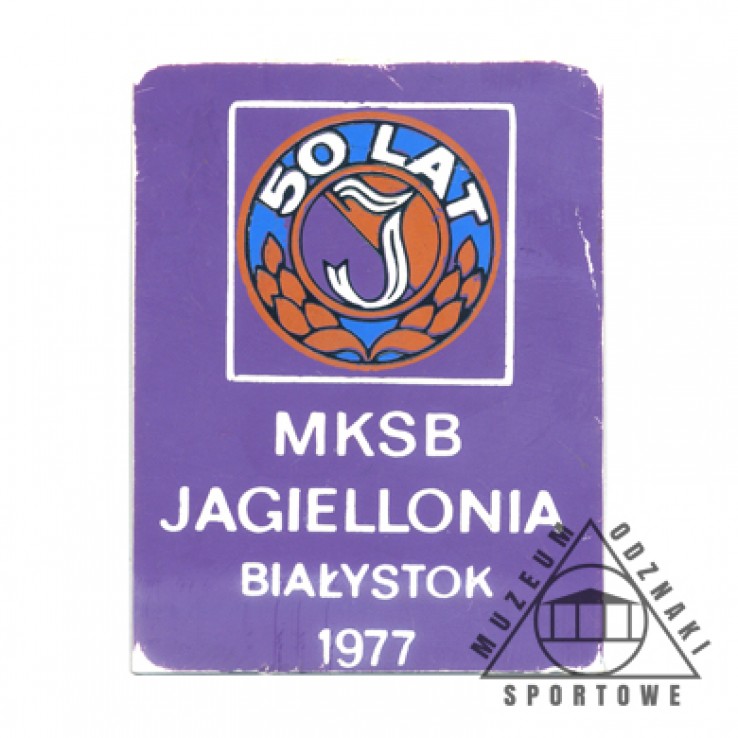 50 LAT
J
MKSB
JAGIELLONIA
BIAŁYSTOK
1977
MUZEUM ODZNAKI
SPORTOWE